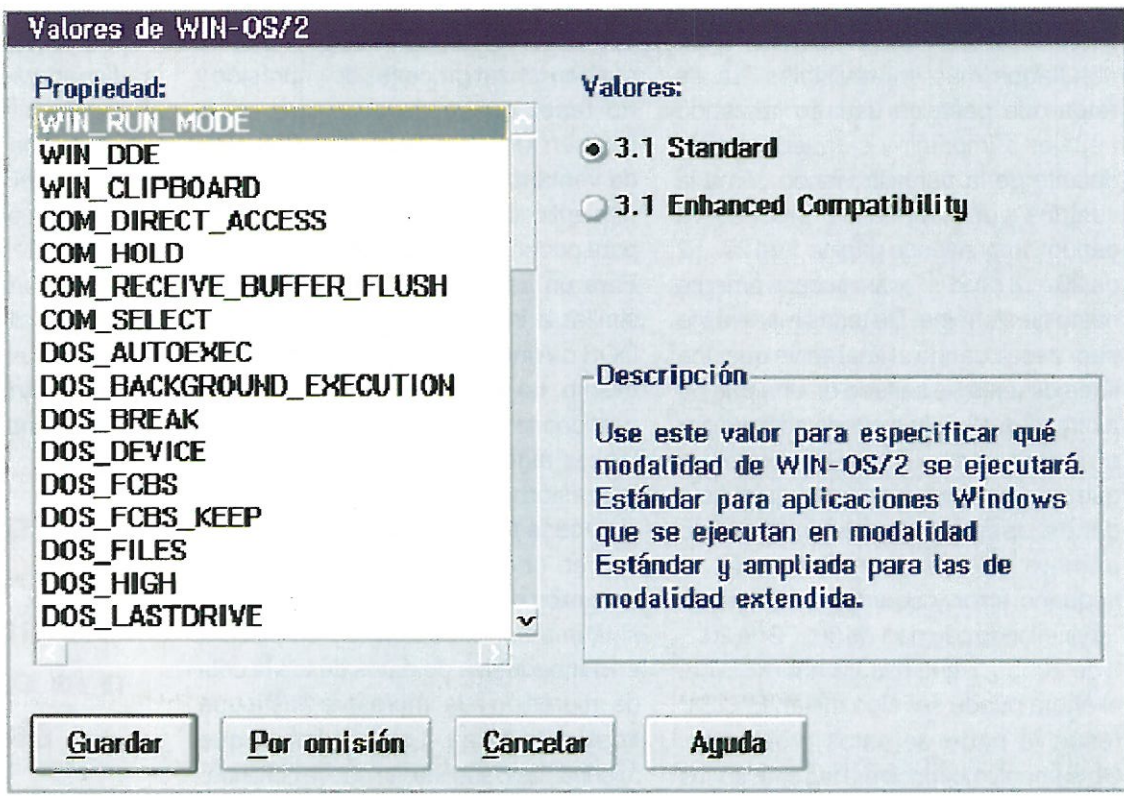 Valores de WIN-OS/2
Propiedad:
WIN_RUN_MODE
WIN_DDE
WIN_CLIPBOARD
COM_DIRECT_ACCESS
COM_HOLD
COM_RECEIVE_BUFFER_FLUSH
COM_SELECT
DOS_AUTOEXEC
DOS_BACKGROUND_EXECUTION
DOS_BREAK
DOS_DEVICE
DOS_FCBS
DOS_FCBS_KEEP
DOS_FILES
DOS_HIGH
DOS_LASTDRIVE
Valores:
3.1 Standard
3.1 Enhanced Compatibility
Descripción
Use este valor para especificar qué
modalidad de WIN-OS/2 se ejecutará.
Estándar para aplicaciones Windows
que se ejecutan en modalidad
Estándar y ampliada para las de
modalidad extendida.
Guardar
Por omisión
Cancelar
Ayuda